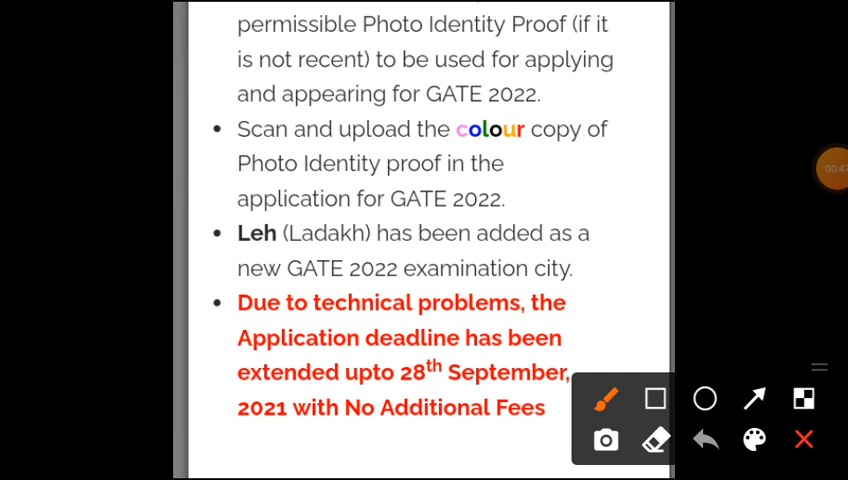 permissible Photo Identity Proof (if it
is not recent) to be used for applying
and appearing for GATE 2022.
• Scan and upload the colour copy of
Photo Identity proof in the
application for GATE 2022.
• Leh (Ladakh) has been added as a
new GATE 2022 examination city.
• Due to technical problems, the
Application deadline has been
extended upto 28th September,
2021 with No Additional Fees
00:47